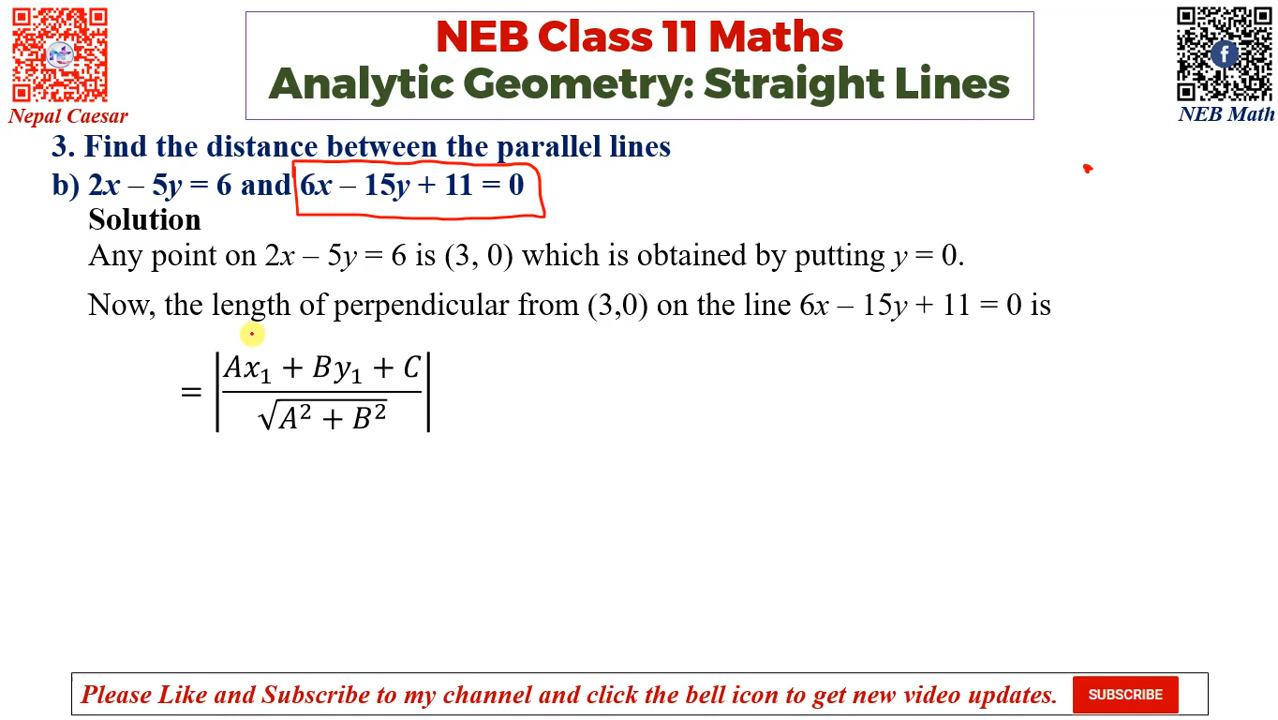 NEB Class 11 Maths
Analytic Geometry: Straight Lines
Nepal Caesar
NEB Math
3. Find the distance between the parallel lines
b) 2x – 5y = 6 and 6x – 15y + 11 = 0
Solution
Any point on 2x – 5y = 6 is (3, 0) which is obtained by putting y = 0.
Now, the length of perpendicular from (3,0) on the line 6x – 15y + 11 = 0 is
= |(Ax₁ + By₁ + C)/√(A² + B²)|
Please Like and Subscribe to my channel and click the bell icon to get new video updates.
SUBSCRIBE